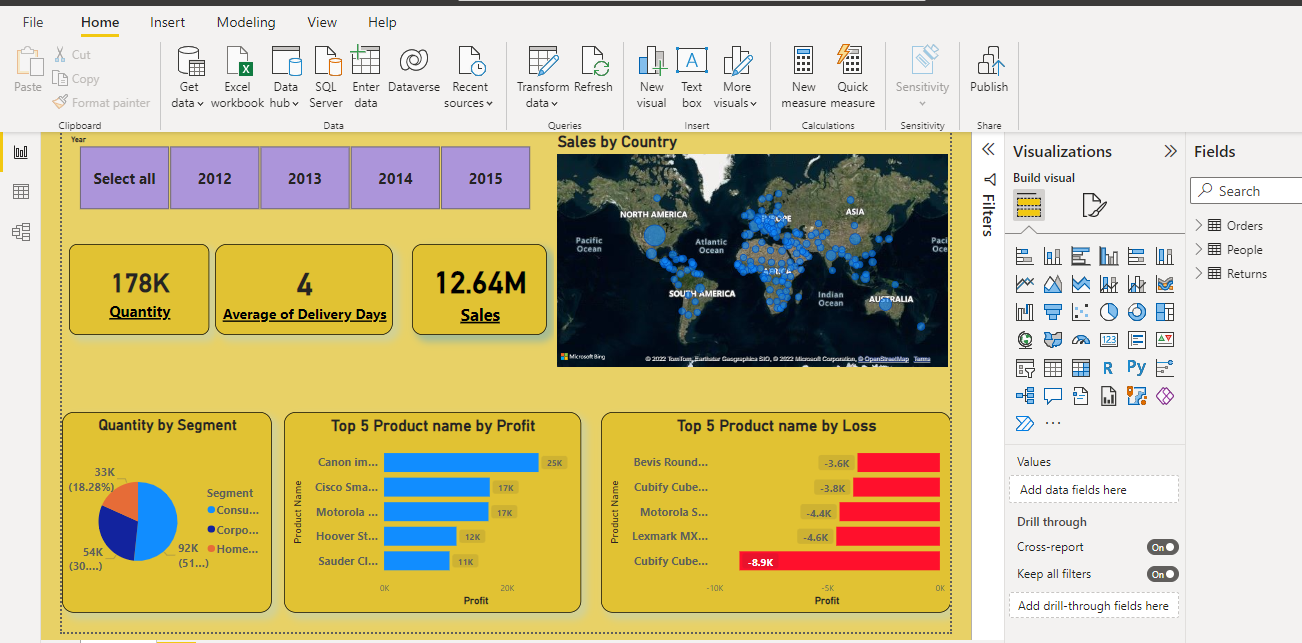 File Home Insert Modeling View Help
Paste
Cut
Copy
Format painter
Get data
Excel workbook
Data hub
SQL Server
Enter data
Dataverse
Recent sources
Transform data
Refresh
New visual
Text box
More visuals
New measure
Quick measure
Sensitivity
Publish
Clipboard
Data
Queries
Insert
Calculations
Sensitivity
Share
Year
Select all 2012 2013 2014 2015
178K
Quantity
4
Average of Delivery Days
12.64M
Sales
Sales by Country
NORTH AMERICA
EUROPE
ASIA
Pacific Ocean
Atlantic Ocean
AFRICA
SOUTH AMERICA
Indian Ocean
AUSTRALIA
Microsoft Bing
© 2022 TomTom, Earthstar Geographics SIO, © 2022 Microsoft Corporation, © OpenStreetMap Terms
Quantity by Segment
33K
(18.28%)
54K
(30....)
92K
(51...)
Segment
Consu...
Corpo...
Home...
Top 5 Product name by Profit
Product Name
Canon im... 25K
Cisco Sma... 17K
Motorola ... 17K
Hoover St... 12K
Sauder Cl... 11K
0K 20K
Profit
Top 5 Product name by Loss
Product Name
Bevis Round... -3.6K
Cubify Cube... -3.8K
Motorola S... -4.4K
Lexmark MX... -4.6K
Cubify Cube... -8.9K
-10K -5K 0K
Profit
Filters
Visualizations
Build visual
123
R
Py
...
Values
Add data fields here
Drill through
Cross-report On
Keep all filters On
Add drill-through fields here
Fields
Search
Orders
People
Returns